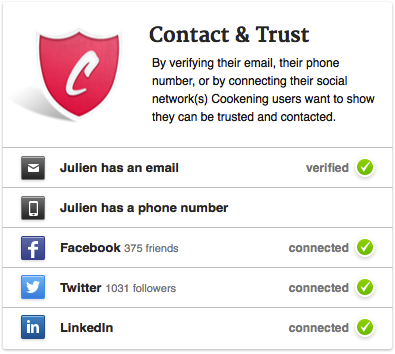 Contact & Trust
By verifying their email, their phone
number, or by connecting their social
network(s) Cookening users want to show
they can be trusted and contacted.
Julien has an email verified
Julien has a phone number
Facebook 375 friends connected
Twitter 1031 followers connected
LinkedIn connected